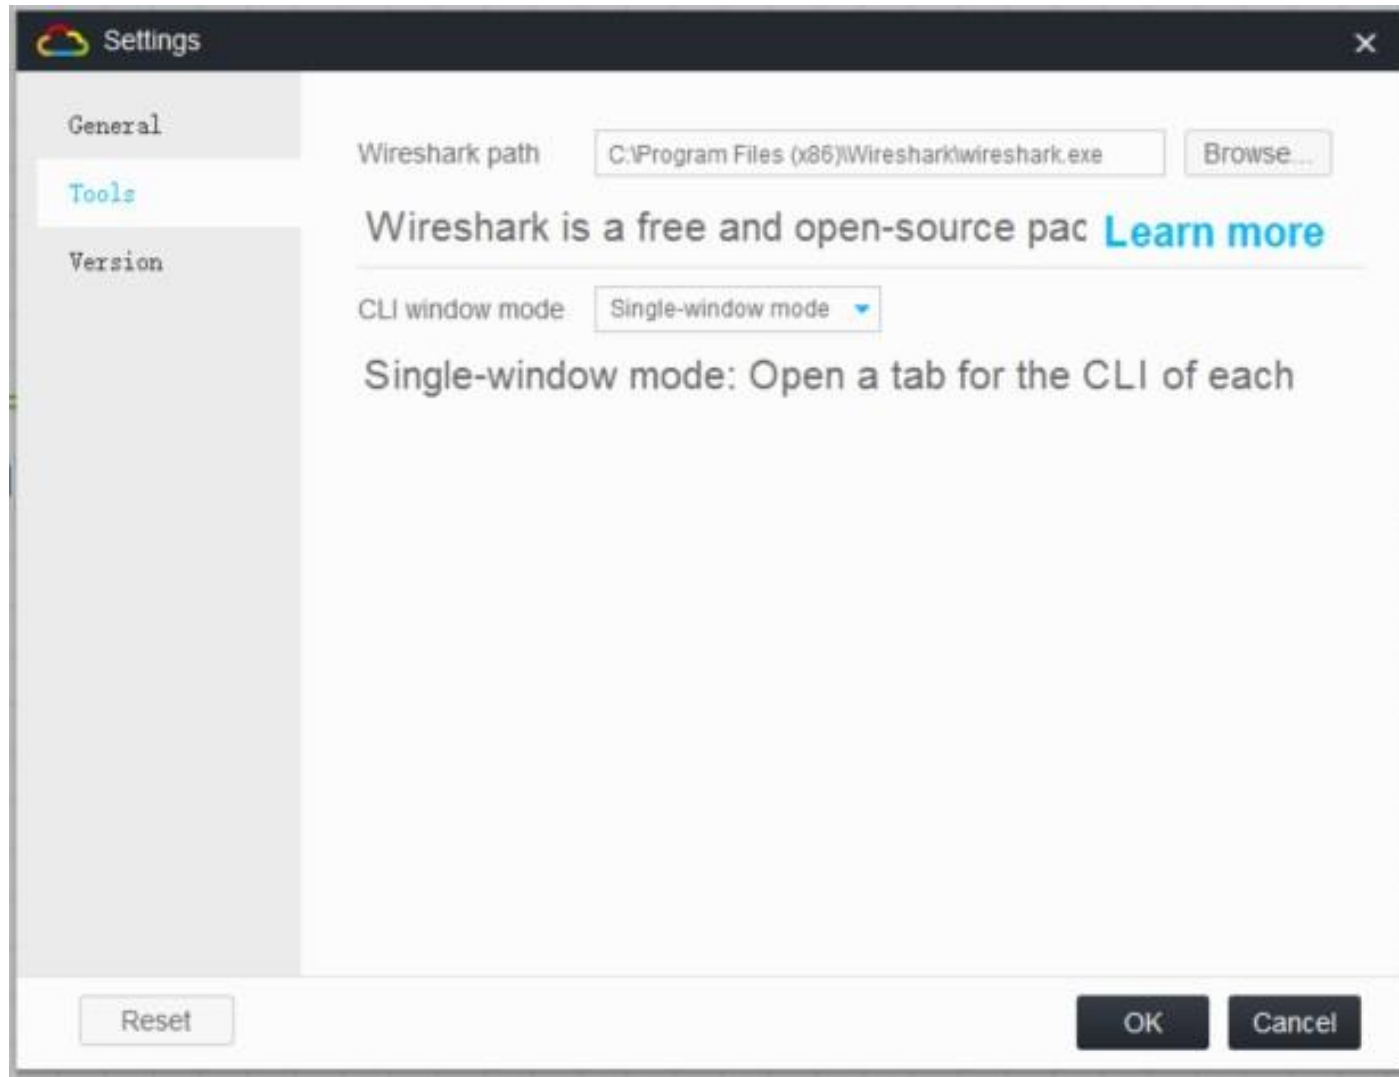 Settings
General
Tools
Version
Wireshark path
C:\Program Files (x86)\Wireshark\wireshark.exe
Browse...
Wireshark is a free and open-source pac
Learn more
CLI window mode
Single-window mode
Single-window mode: Open a tab for the CLI of each
Reset
OK
Cancel